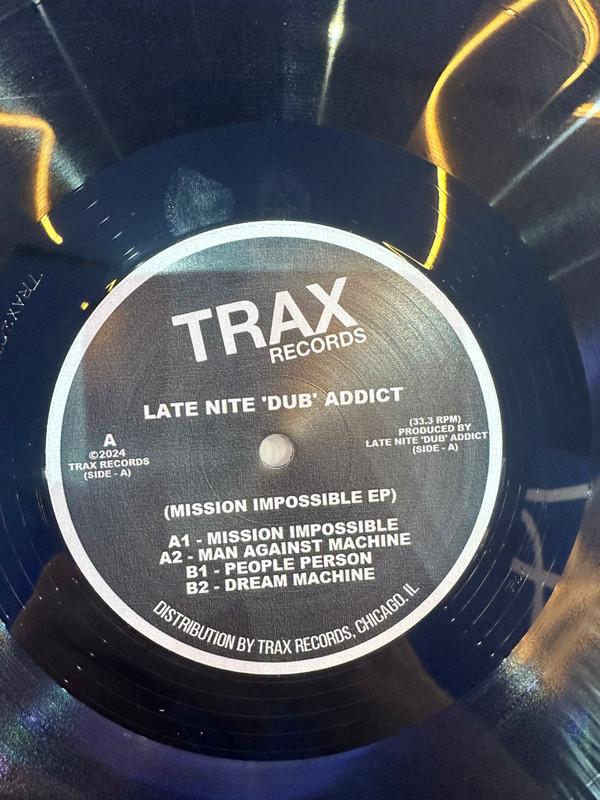 TRAX
RECORDS
LATE NITE 'DUB' ADDICT
A
©2024
TRAX RECORDS
(SIDE - A)
(33.3 RPM)
PRODUCED BY
LATE NITE 'DUB' ADDICT
(SIDE - A)
(MISSION IMPOSSIBLE EP)
A1 - MISSION IMPOSSIBLE
A2 - MAN AGAINST MACHINE
B1 - PEOPLE PERSON
B2 - DREAM MACHINE
DISTRIBUTION BY TRAX RECORDS, CHICAGO, IL
TRAX